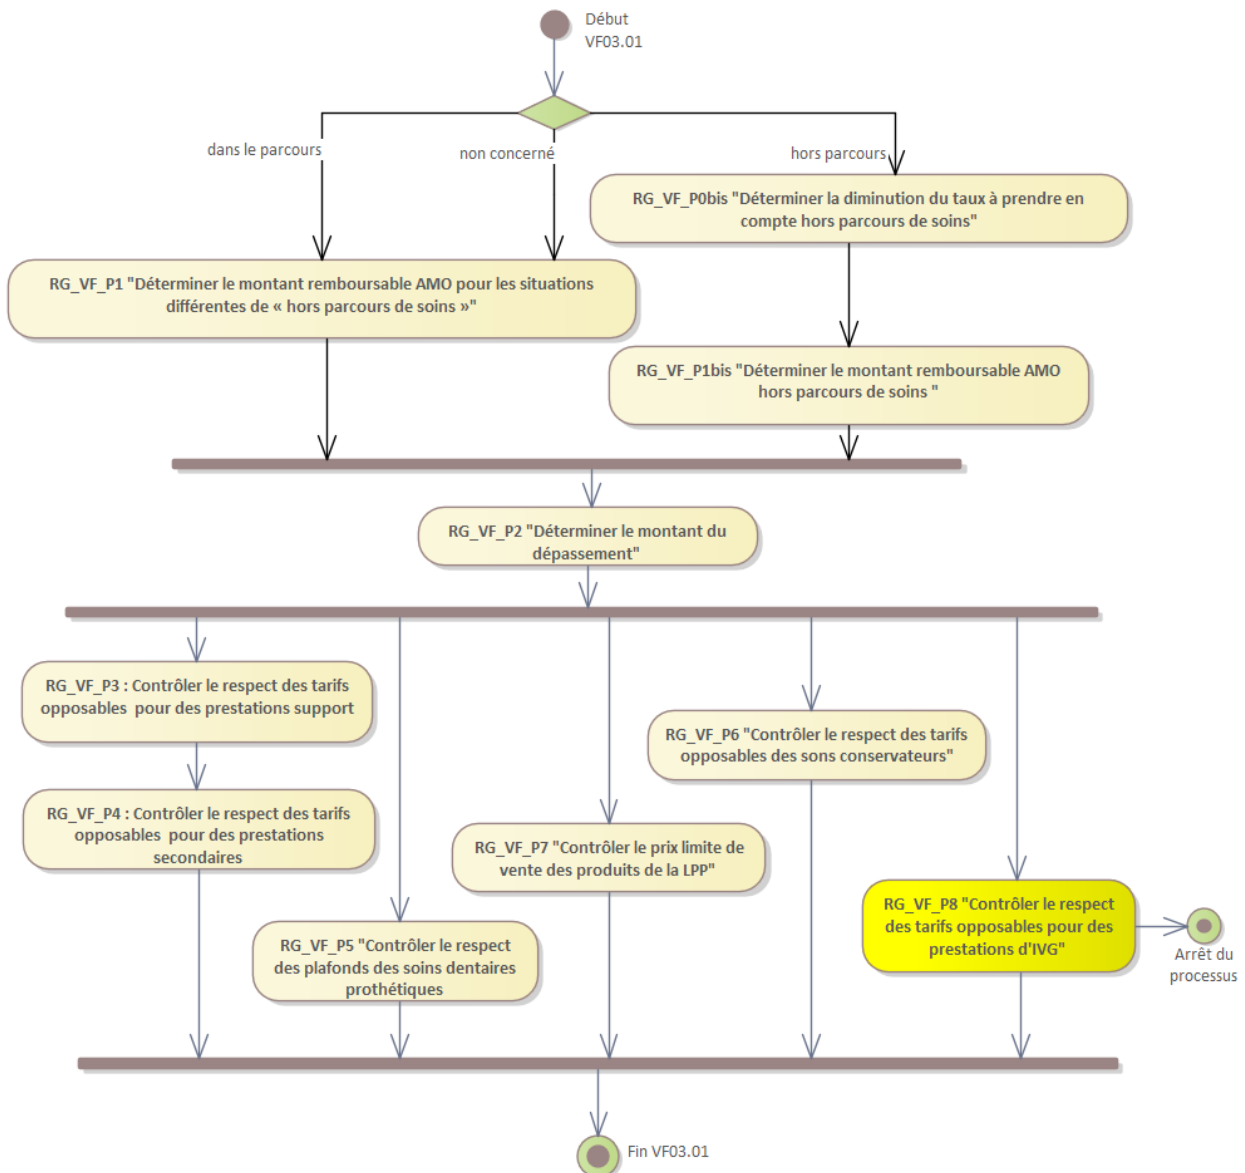 Début
VF03.01
dans le parcours
non concerné
hors parcours
RG_VF_P0bis "Déterminer la diminution du taux à prendre en
compte hors parcours de soins"
RG_VF_P1 "Déterminer le montant remboursable AMO pour les situations
différentes de « hors parcours de soins »"
RG_VF_P1bis "Déterminer le montant remboursable AMO
hors parcours de soins "
RG_VF_P2 "Déterminer le montant du
dépassement"
RG_VF_P3 : Contrôler le respect des tarifs
opposables pour des prestations support
RG_VF_P4 : Contrôler le respect des tarifs
opposables pour des prestations
secondaires
RG_VF_P5 "Contrôler le respect
des plafonds des soins dentaires
prothétiques
RG_VF_P7 "Contrôler le prix limite de
vente des produits de la LPP"
RG_VF_P6 "Contrôler le respect des tarifs
opposables des sons conservateurs"
RG_VF_P8 "Contrôler le respect
des tarifs opposables pour des
prestations d'IVG"
Arrêt du
processus
Fin VF03.01